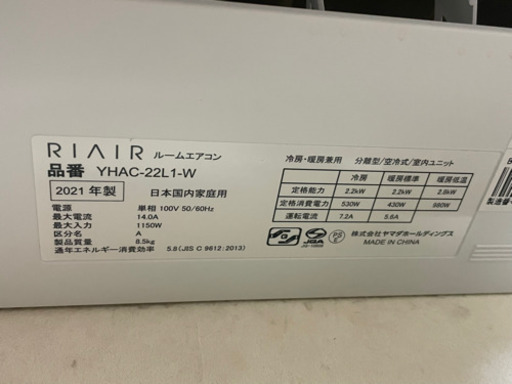 RIAIR ルームエアコン
品番 YHAC-22L1-W
2021 年製 日本国内家庭用
電源 単相 100V 50/60Hz
最大電流 14.0A
最大入力 1150W
区分名 A
製品質量 8.5kg
通年エネルギー消費効率 5.8 (JIS C 9612:2013)
冷房・暖房兼用 分離型/空冷式/室内ユニット
冷房 暖房標準 暖房低温
定格能力 2.2kW 2.2kW 2.8kW
定格消費電力 530W 430W 980W
運転電流 7.2A 5.6A
株式会社ヤマダホールディングス
MADE IN CHINA